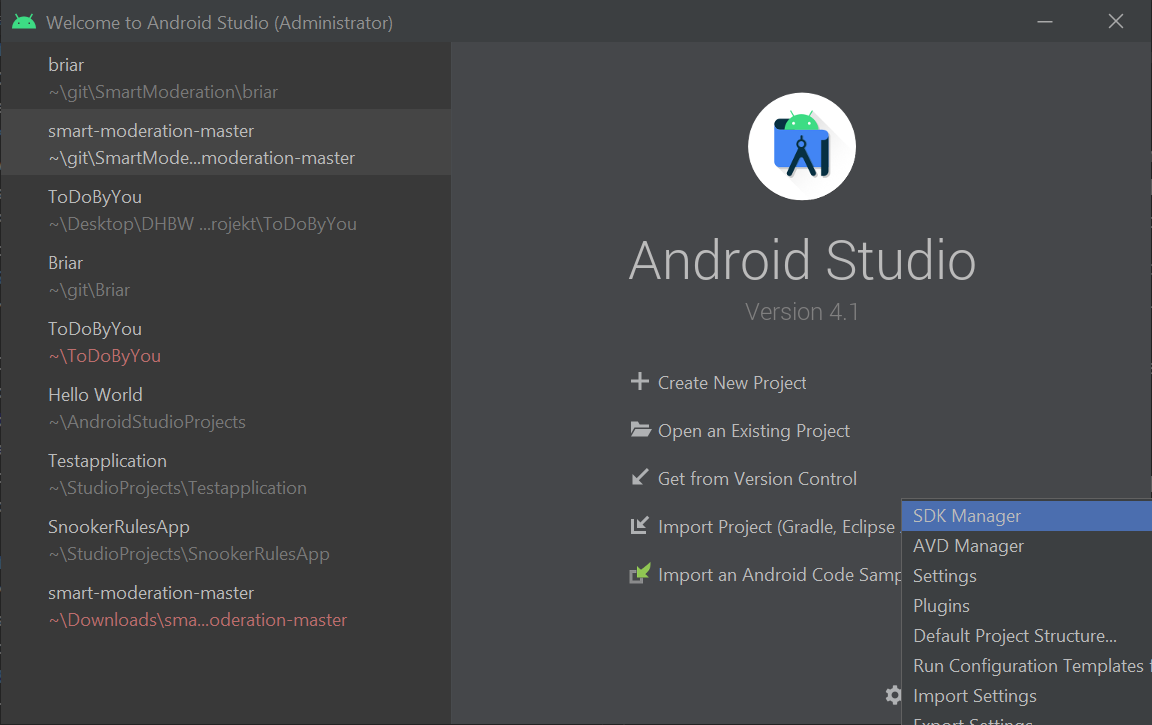 Welcome to Android Studio (Administrator)
briar
~\git\SmartModeration\briar
smart-moderation-master
~\git\SmartMode...moderation-master
ToDoByYou
~\Desktop\DHBW ...rojekt\ToDoByYou
Briar
~\git\Briar
ToDoByYou
~\ToDoByYou
Hello World
~\AndroidStudioProjects
Testapplication
~\StudioProjects\Testapplication
SnookerRulesApp
~\StudioProjects\SnookerRulesApp
smart-moderation-master
~\Downloads\sma...oderation-master
Android Studio
Version 4.1
Create New Project
Open an Existing Project
Get from Version Control
Import Project (Gradle, Eclipse
Import an Android Code Samp
SDK Manager
AVD Manager
Settings
Plugins
Default Project Structure...
Run Configuration Templates
Import Settings
Export Settings